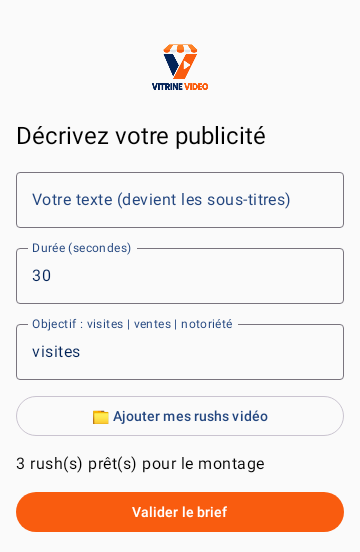 VITRINE VIDEO
Décrivez votre publicité
Votre texte (devient les sous-titres)
Durée (secondes)
30
Objectif : visites | ventes | notoriété
visites
Ajouter mes rushs vidéo
3 rush(s) prêt(s) pour le montage
Valider le brief